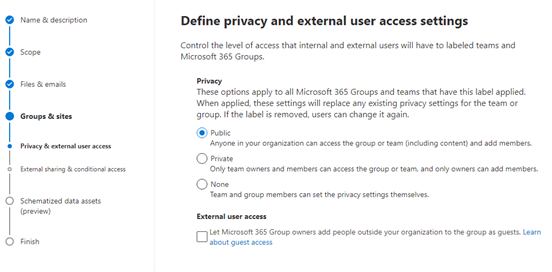 Name & description
Scope
Files & emails
Groups & sites
Privacy & external user access
External sharing & conditional access
Schematized data assets
(preview)
Finish
Define privacy and external user access settings
Control the level of access that internal and external users will have to labeled teams and
Microsoft 365 Groups.
Privacy
These options apply to all Microsoft 365 Groups and teams that have this label applied.
When applied, these settings will replace any existing privacy settings for the team or
group. If the label is removed, users can change it again.
Public
Anyone in your organization can access the group or team (including content) and add members.
Private
Only team owners and members can access the group or team, and only owners can add members.
None
Team and group members can set the privacy settings themselves.
External user access
Let Microsoft 365 Group owners add people outside your organization to the group as guests. Learn
about guest access